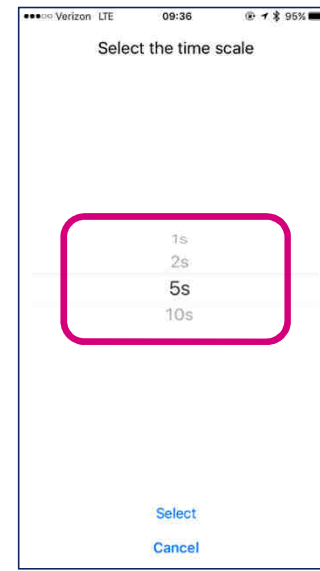 Verizon LTE 09:36 95%
Select the time scale
1s
2s
5s
10s
Select
Cancel